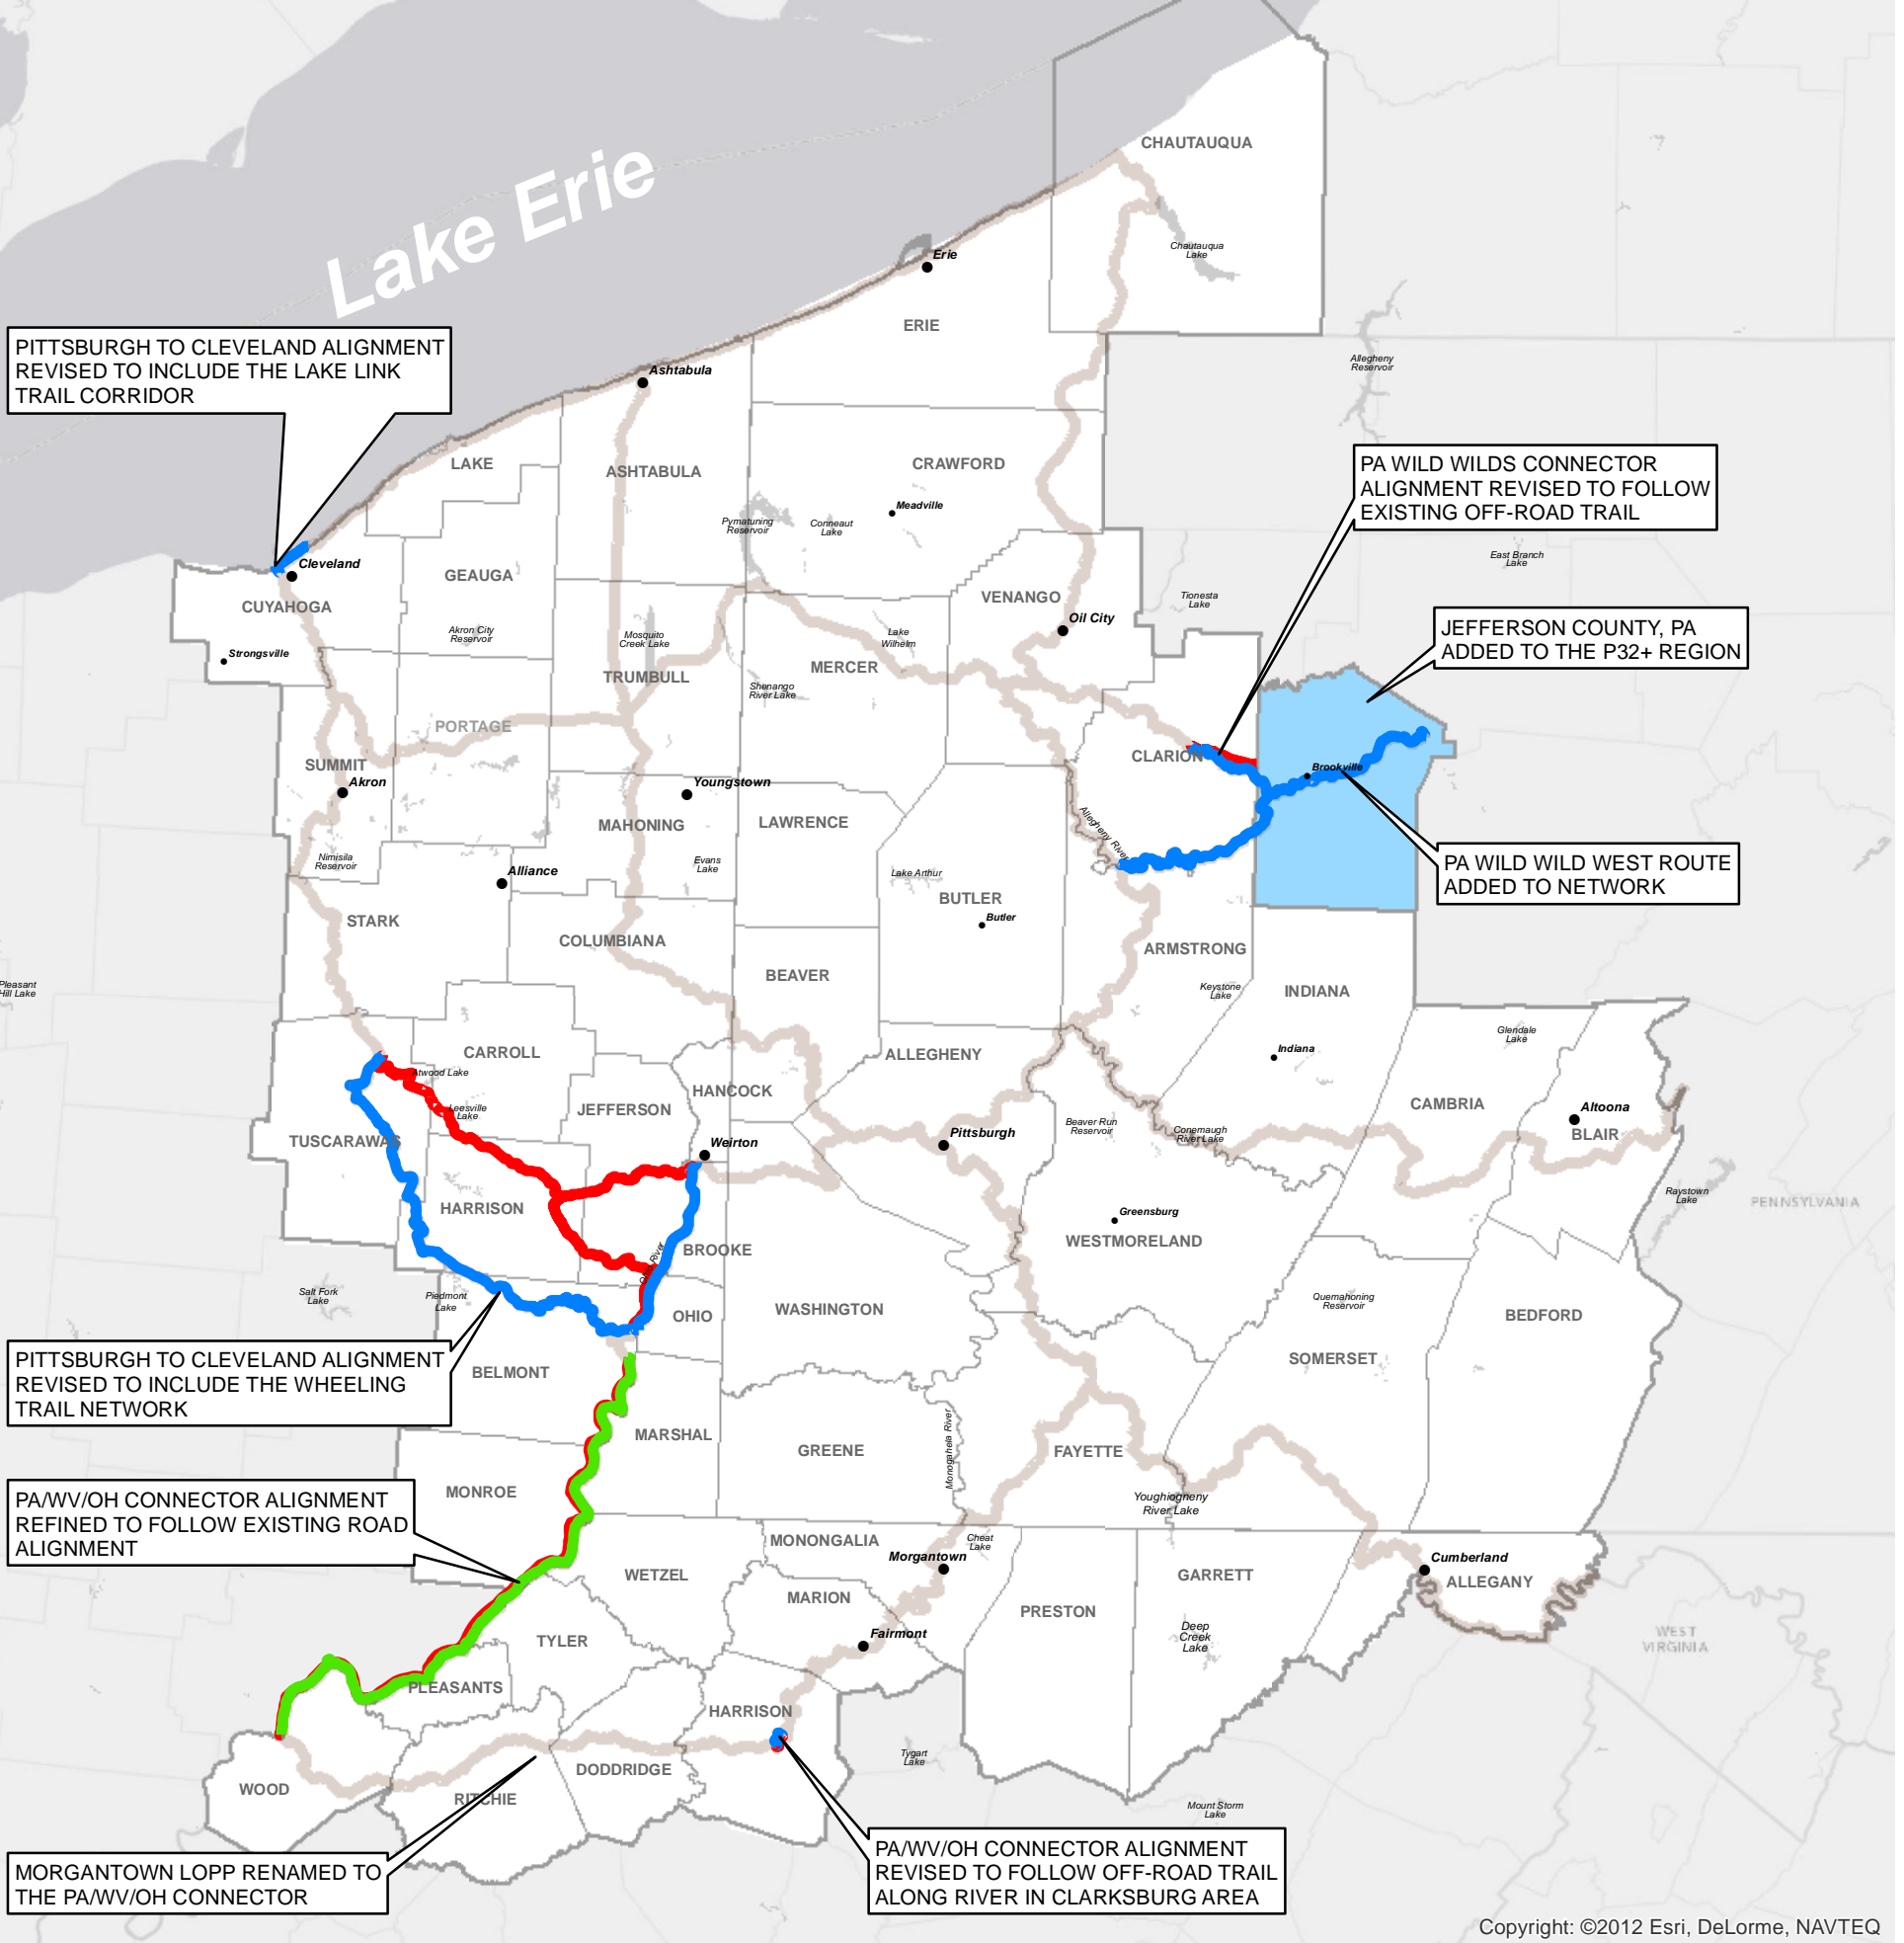 CHAUTAUQUA
Lake Erie
Chautauqua
Lake
Erie
ERIE
PITTSBURGH TO CLEVELAND ALIGNMENT
REVISED TO INCLUDE THE LAKE LINK
TRAIL CORRIDOR
Allegheny
Reservoir
Ashtabula
LAKE
ASHTABULA
CRAWFORD
PA WILD WILDS CONNECTOR
ALIGNMENT REVISED TO FOLLOW
EXISTING OFF-ROAD TRAIL
Meadville
Pymatuning
Reservoir
Conneaut
Lake
East Branch
Lake
Cleveland
GEAUGA
CUYAHOGA
VENANGO
Tionesta
Lake
Oil City
JEFFERSON COUNTY, PA
ADDED TO THE P32+ REGION
Akron City
Reservoir
Mosquito
Creek Lake
Lake
Wilhelm
Strongsville
TRUMBULL
MERCER
Shenango
River Lake
PORTAGE
SUMMIT
CLARION
Brookville
Akron
Youngstown
MAHONING
LAWRENCE
Allegheny River
Nimisila
Reservoir
Evans
Lake
Lake Arthur
PA WILD WILD WEST ROUTE
ADDED TO NETWORK
Alliance
STARK
BUTLER
Butler
COLUMBIANA
ARMSTRONG
BEAVER
Keystone
Lake
INDIANA
Pleasant
Hill Lake
Glendale
Lake
CARROLL
ALLEGHENY
Indiana
Atwood Lake
HANCOCK
Leesville
Lake
JEFFERSON
CAMBRIA
Altoona
BLAIR
TUSCARAWAS
Weirton
Pittsburgh
Beaver Run
Reservoir
Conemaugh
River Lake
HARRISON
Greensburg
Raystown
Lake
PENNSYLVANIA
WESTMORELAND
BROOKE
Ohio River
Salt Fork
Lake
Piedmont
Lake
OHIO
WASHINGTON
Quemahoning
Reservoir
BEDFORD
PITTSBURGH TO CLEVELAND ALIGNMENT
REVISED TO INCLUDE THE WHEELING
TRAIL NETWORK
BELMONT
SOMERSET
MARSHAL
GREENE
Monogahela River
FAYETTE
PA/WV/OH CONNECTOR ALIGNMENT
REFINED TO FOLLOW EXISTING ROAD
ALIGNMENT
MONROE
Youghiogneny
River Lake
MONONGALIA
Cheat
Lake
Morgantown
WETZEL
MARION
GARRETT
Cumberland
ALLEGANY
PRESTON
TYLER
Fairmont
Deep
Creek
Lake
WEST
VIRGINIA
PLEASANTS
HARRISON
Tygart
Lake
WOOD
DODDRIDGE
RITCHIE
Mount Storm
Lake
MORGANTOWN LOPP RENAMED TO
THE PA/WV/OH CONNECTOR
PA/WV/OH CONNECTOR ALIGNMENT
REVISED TO FOLLOW OFF-ROAD TRAIL
ALONG RIVER IN CLARKSBURG AREA
Copyright: ©2012 Esri, DeLorme, NAVTEQ